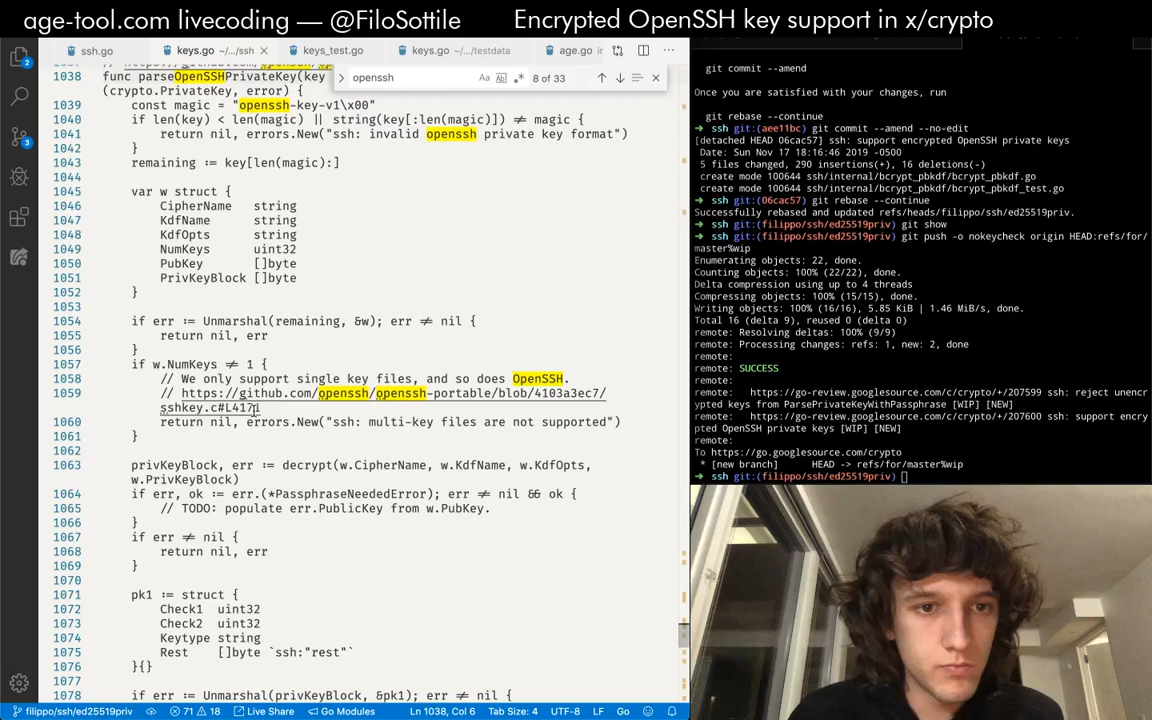 age-tool.com livecoding — @FiloSottile
Encrypted OpenSSH key support in x/crypto
ssh.go
keys.go ~/.../ssh
keys_test.go
keys.go ~/.../testdata
age.go
openssh
8 of 33
1038 func parseOpenSSHPrivateKey(key
(crypto.PrivateKey, error) {
1039 const magic = "openssh-key-v1\x00"
1040 if len(key) < len(magic) || string(key[:len(magic)]) ≠ magic {
1041 return nil, errors.New("ssh: invalid openssh private key format")
1042 }
1043 remaining := key[len(magic):]
1044
1045 var w struct {
1046 CipherName string
1047 KdfName string
1048 KdfOpts string
1049 NumKeys uint32
1050 PubKey []byte
1051 PrivKeyBlock []byte
1052 }
1053
1054 if err := Unmarshal(remaining, &w); err ≠ nil {
1055 return nil, err
1056 }
1057 if w.NumKeys ≠ 1 {
1058 // We only support single key files, and so does OpenSSH.
1059 // https://github.com/openssh/openssh-portable/blob/4103a3ec7/
sshkey.c#L4171
1060 return nil, errors.New("ssh: multi-key files are not supported")
1061 }
1062
1063 privKeyBlock, err := decrypt(w.CipherName, w.KdfName, w.KdfOpts,
w.PrivKeyBlock)
1064 if err, ok := err.(*PassphraseNeededError); err ≠ nil && ok {
1065 // TODO: populate err.PublicKey from w.PubKey.
1066 }
1067 if err ≠ nil {
1068 return nil, err
1069 }
1070
1071 pk1 := struct {
1072 Check1 uint32
1073 Check2 uint32
1074 Keytype string
1075 Rest []byte `ssh:"rest"`
1076 }{}
1077
1078 if err := Unmarshal(privKeyBlock, &pk1); err ≠ nil {
filippo/ssh/ed25519priv
71
18
Live Share
Go Modules
Ln 1038, Col 6
Tab Size: 4
UTF-8
LF
Go
git commit --amend
Once you are satisfied with your changes, run
git rebase --continue
➜ ssh git:(aee11bc) git commit --amend --no-edit
[detached HEAD 06cac57] ssh: support encrypted OpenSSH private keys
Date: Sun Nov 17 18:16:46 2019 -0500
5 files changed, 290 insertions(+), 16 deletions(-)
create mode 100644 ssh/internal/bcrypt_pbkdf/bcrypt_pbkdf.go
create mode 100644 ssh/internal/bcrypt_pbkdf/bcrypt_pbkdf_test.go
➜ ssh git:(06cac57) git rebase --continue
Successfully rebased and updated refs/heads/filippo/ssh/ed25519priv.
➜ ssh git:(filippo/ssh/ed25519priv) git show
➜ ssh git:(filippo/ssh/ed25519priv) git push -o nokeycheck origin HEAD:refs/for/
master%wip
Enumerating objects: 22, done.
Counting objects: 100% (22/22), done.
Delta compression using up to 4 threads
Compressing objects: 100% (15/15), done.
Writing objects: 100% (16/16), 5.85 KiB | 1.46 MiB/s, done.
Total 16 (delta 9), reused 0 (delta 0)
remote: Resolving deltas: 100% (9/9)
remote: Processing changes: refs: 1, new: 2, done
remote:
remote: SUCCESS
remote:
remote: https://go-review.googlesource.com/c/crypto/+/207599 ssh: reject unencr
ypted keys from ParsePrivateKeyWithPassphrase [WIP] [NEW]
remote: https://go-review.googlesource.com/c/crypto/+/207600 ssh: support encry
pted OpenSSH private keys [WIP] [NEW]
remote:
To https://go.googlesource.com/crypto
* [new branch] HEAD -> refs/for/master%wip
➜ ssh git:(filippo/ssh/ed25519priv)